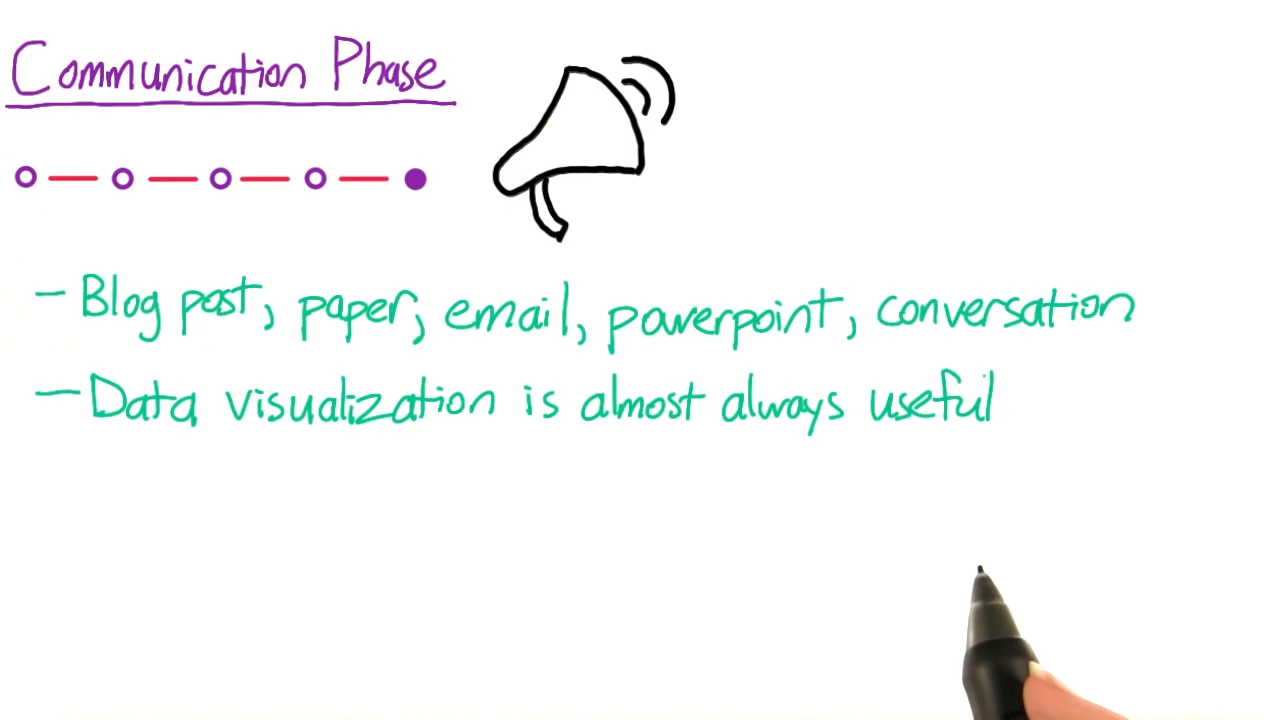 Communication Phase
- Blog post, paper, email, powerpoint, conversation
- Data visualization is almost always useful